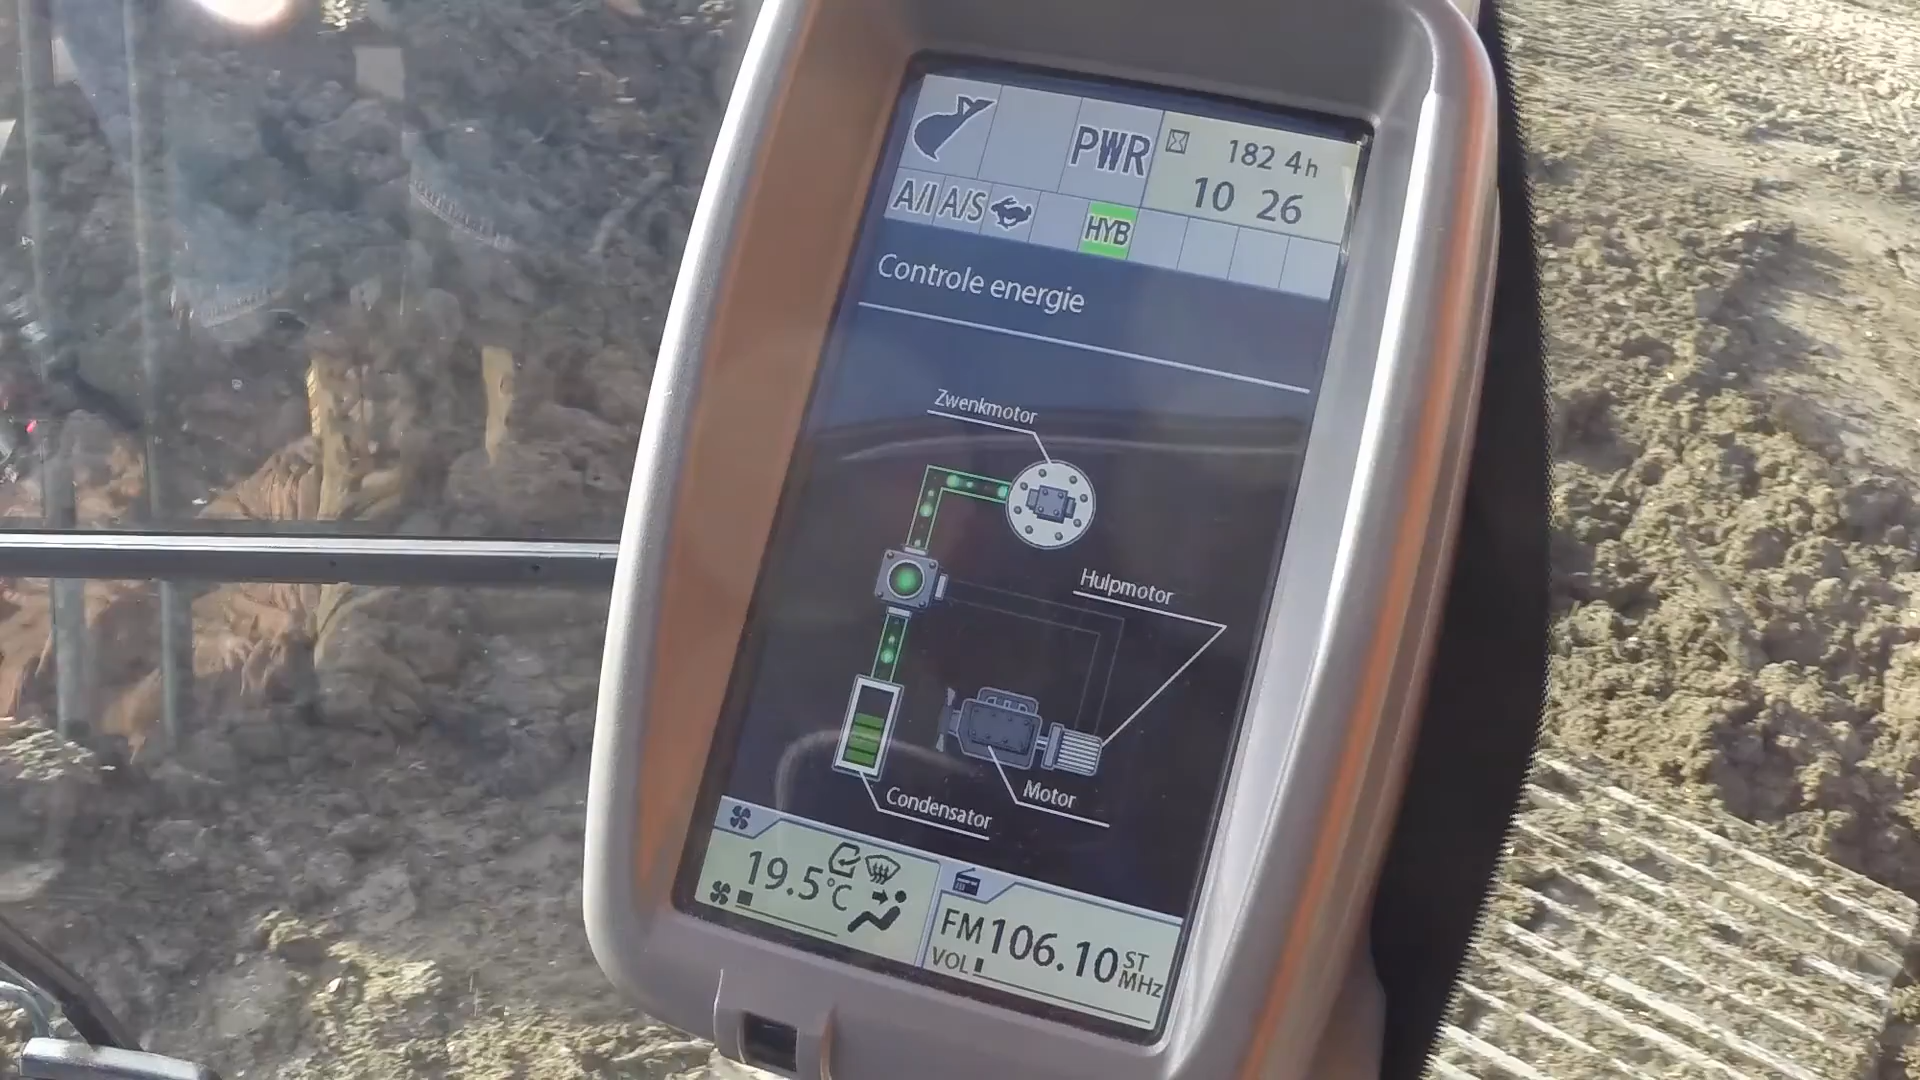 PWR
182 4h
10 26
A/I A/S
HYB
Controle energie
Zwenkmotor
Hulpmotor
Motor
Condensator
19.5°C
FM 106.10 ST
MHz
VOL